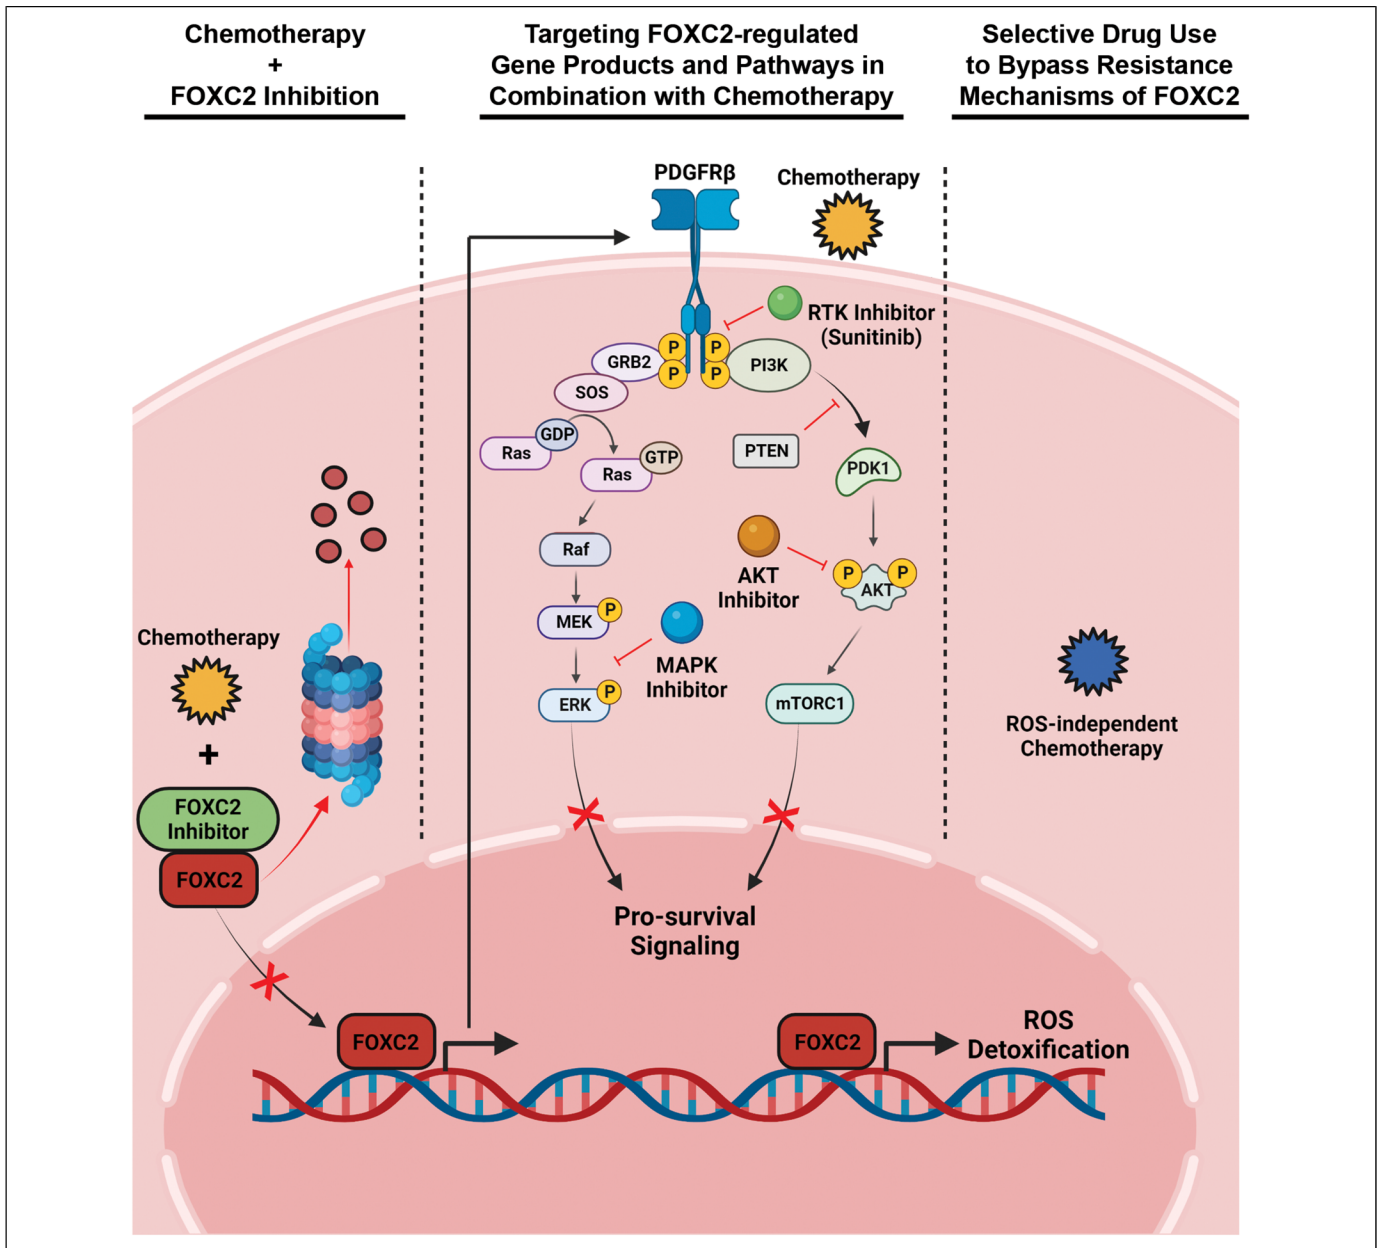 Chemotherapy
+
FOXC2 Inhibition
Targeting FOXC2-regulated
Gene Products and Pathways in
Combination with Chemotherapy
Selective Drug Use
to Bypass Resistance
Mechanisms of FOXC2
PDGFRβ
Chemotherapy
RTK Inhibitor
(Sunitinib)
GRB2
P
P
P
P
PI3K
SOS
GDP
Ras
Ras
GTP
PTEN
PDK1
Raf
AKT
Inhibitor
P
P
AKT
MEK
P
MAPK
Inhibitor
ERK
P
mTORC1
Chemotherapy
+
FOXC2
Inhibitor
FOXC2
ROS-independent
Chemotherapy
Pro-survival
Signaling
FOXC2
FOXC2
ROS
Detoxification